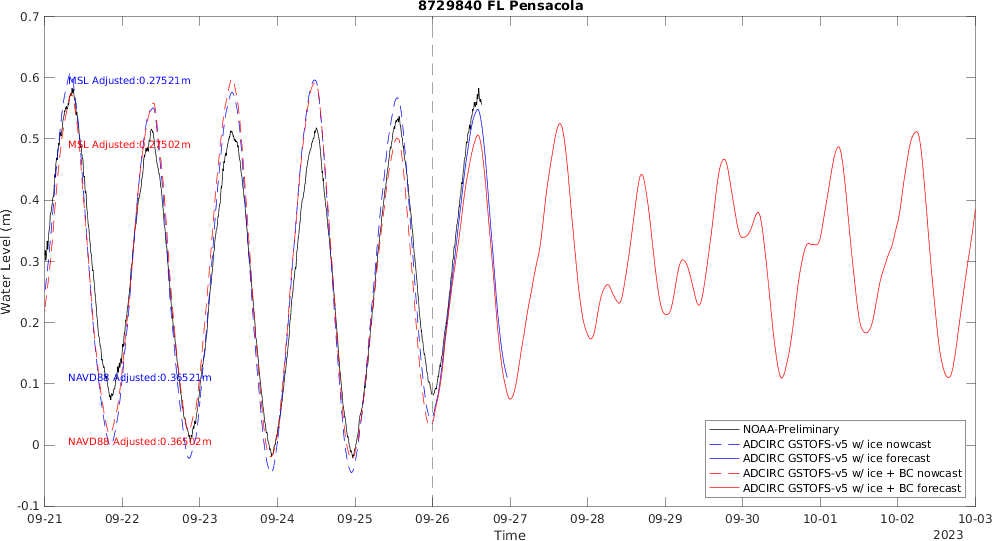 8729840 FL Pensacola
0.7
0.6
0.5
0.4
0.3
0.2
0.1
0
-0.1
Water Level (m)
MSL Adjusted:0.27521m
MSL Adjusted:0.27502m
NAVD88 Adjusted:0.36521m
NAVD88 Adjusted:0.36502m
NOAA-Preliminary
ADCIRC GSTOFS-v5 w/ ice nowcast
ADCIRC GSTOFS-v5 w/ ice forecast
ADCIRC GSTOFS-v5 w/ ice + BC nowcast
ADCIRC GSTOFS-v5 w/ ice + BC forecast
09-21 09-22 09-23 09-24 09-25 09-26 09-27 09-28 09-29 09-30 10-01 10-02 10-03
Time
2023